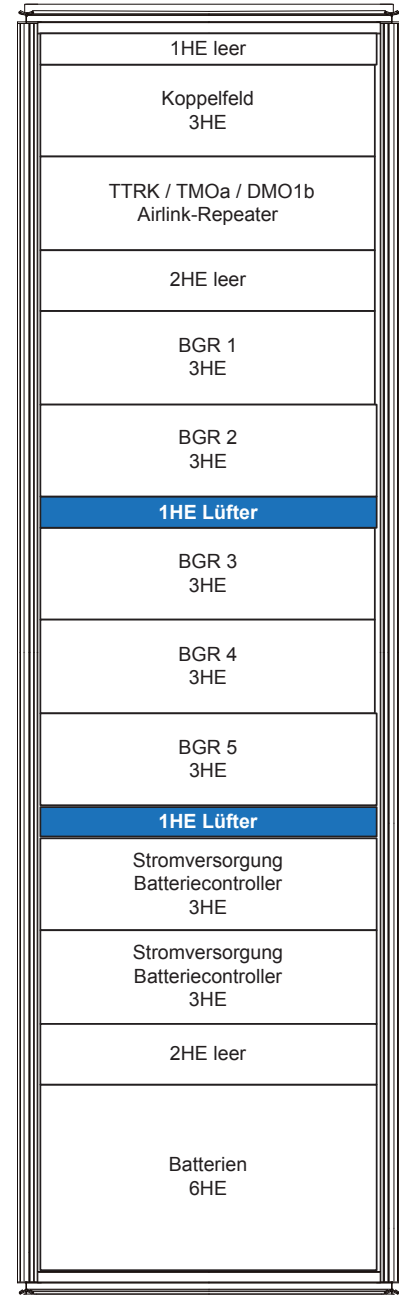 1HE leer
Koppelfeld
3HE
TTRK / TMOa / DMO1b
Airlink-Repeater
2HE leer
BGR 1
3HE
BGR 2
3HE
1HE Lüfter
BGR 3
3HE
BGR 4
3HE
BGR 5
3HE
1HE Lüfter
Stromversorgung
Batteriecontroller
3HE
Stromversorgung
Batteriecontroller
3HE
2HE leer
Batterien
6HE